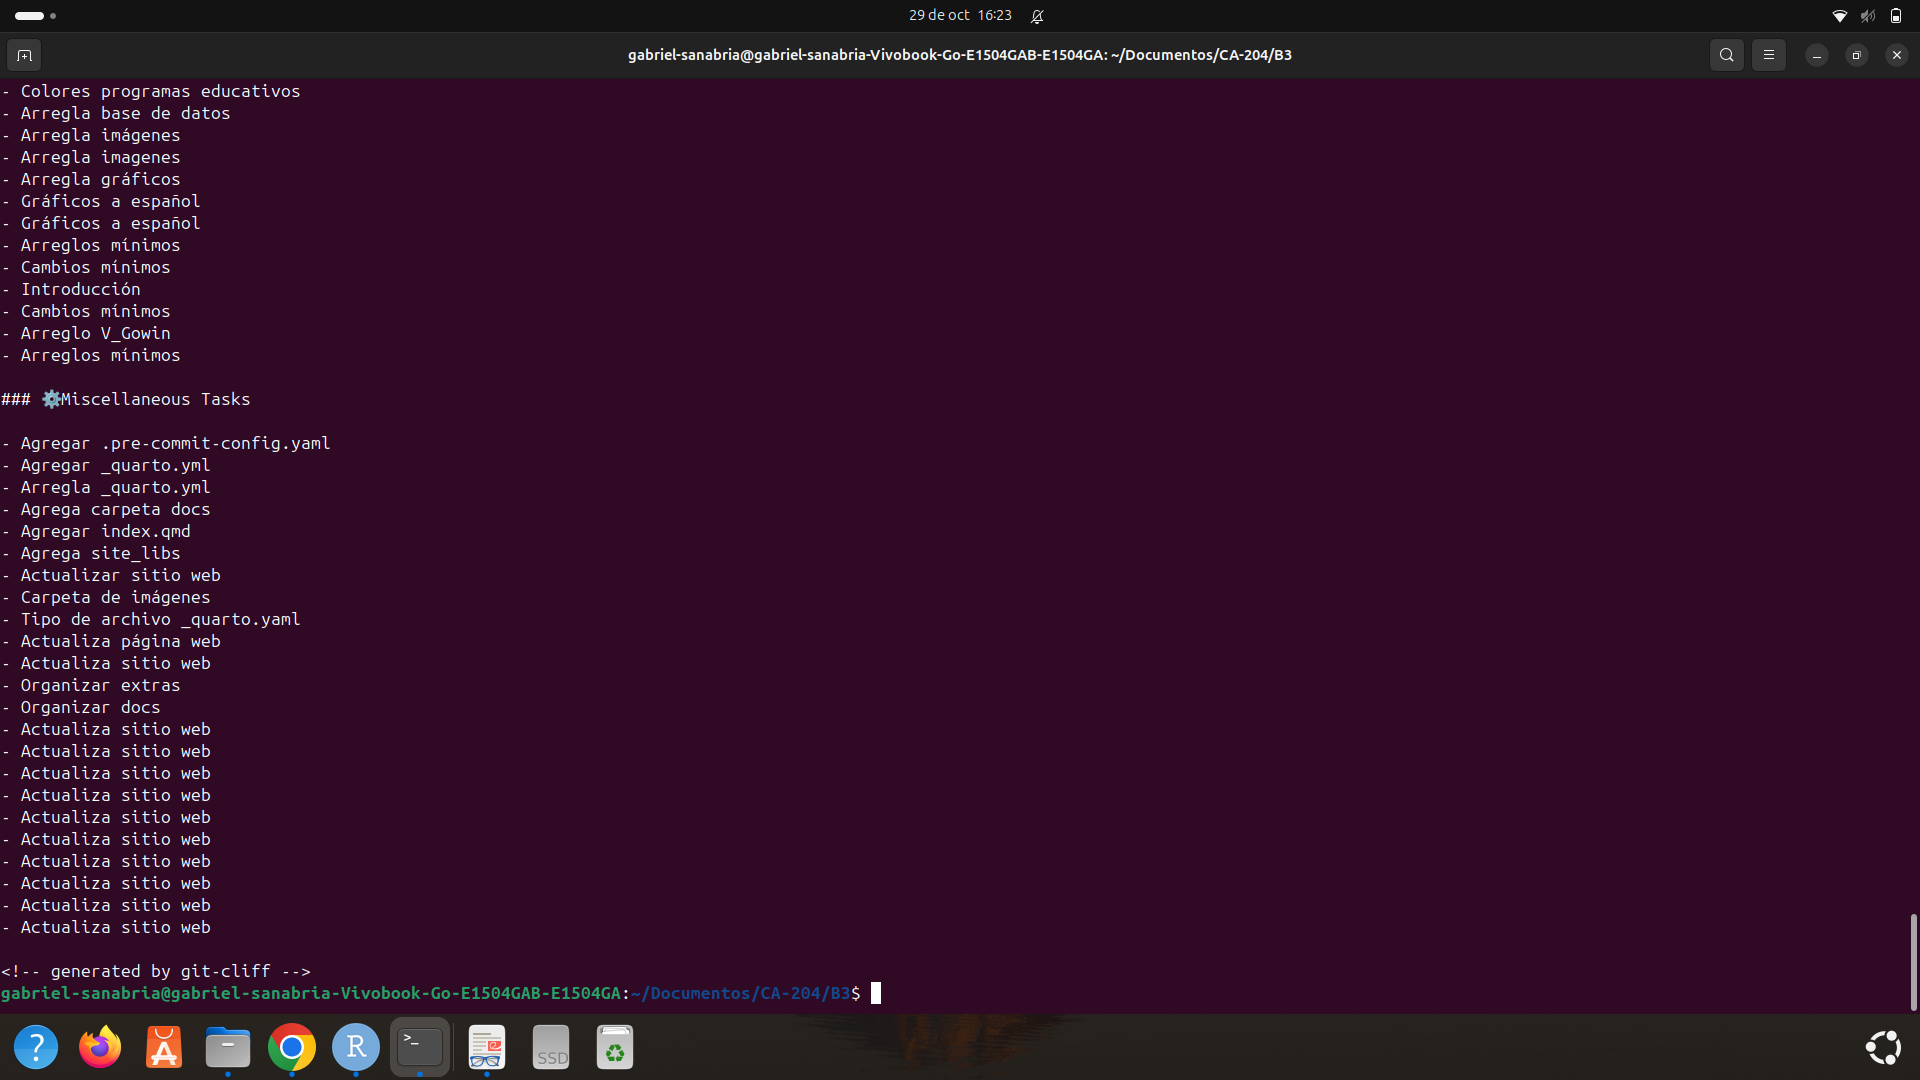 29 de oct 16:23
gabriel-sanabria@gabriel-sanabria-Vivobook-Go-E1504GAB-E1504GA: ~/Documentos/CA-204/B3
- Colores programas educativos
- Arregla base de datos
- Arregla imágenes
- Arregla imagenes
- Arregla gráficos
- Gráficos a español
- Gráficos a español
- Arreglos mínimos
- Cambios mínimos
- Introducción
- Cambios mínimos
- Arreglo V_Gowin
- Arreglos mínimos
### ⚙️Miscellaneous Tasks
- Agregar .pre-commit-config.yaml
- Agregar _quarto.yml
- Arregla _quarto.yml
- Agrega carpeta docs
- Agregar index.qmd
- Agrega site_libs
- Actualizar sitio web
- Carpeta de imágenes
- Tipo de archivo _quarto.yaml
- Actualiza página web
- Actualiza sitio web
- Organizar extras
- Organizar docs
- Actualiza sitio web
- Actualiza sitio web
- Actualiza sitio web
- Actualiza sitio web
- Actualiza sitio web
- Actualiza sitio web
- Actualiza sitio web
- Actualiza sitio web
- Actualiza sitio web
- Actualiza sitio web
<!-- generated by git-cliff -->
gabriel-sanabria@gabriel-sanabria-Vivobook-Go-E1504GAB-E1504GA:~/Documentos/CA-204/B3$
? A R >_ SSD